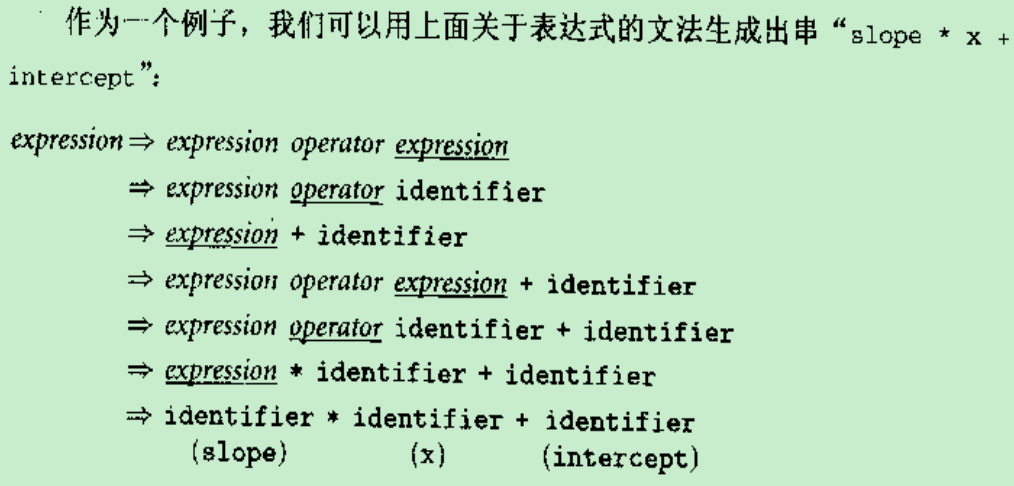 作为一个例子，我们可以用上面关于表达式的文法生成出串“slope * x +
intercept”：
expression ⇒ expression operator expression
⇒ expression operator identifier
⇒ expression + identifier
⇒ expression operator expression + identifier
⇒ expression operator identifier + identifier
⇒ expression * identifier + identifier
⇒ identifier * identifier + identifier
(slope) (x) (intercept)